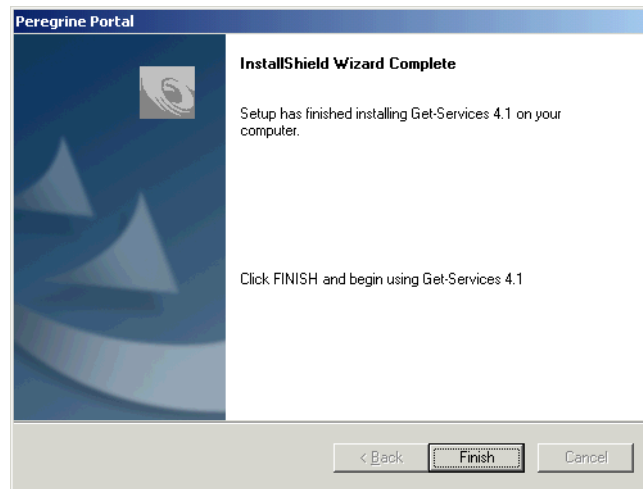 Peregrine Portal
InstallShield Wizard Complete
Setup has finished installing Get-Services 4.1 on your
computer.
Click FINISH and begin using Get-Services 4.1
< Back
Finish
Cancel